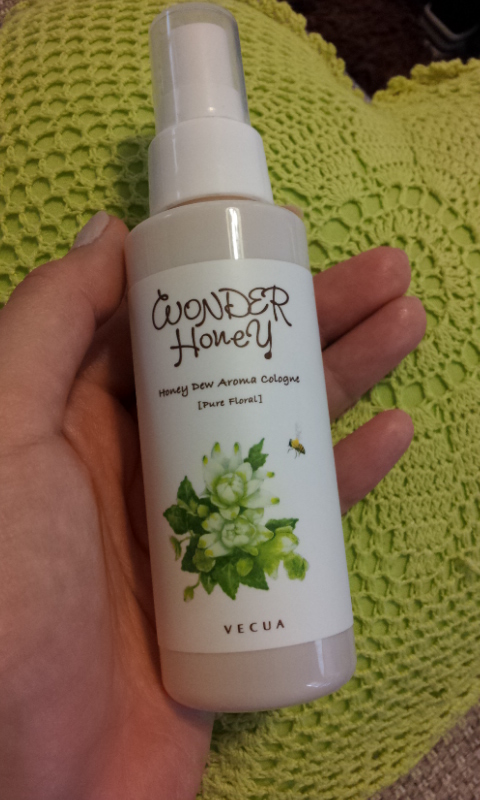 WONDER
Honey
Honey Dew Aroma Cologne
[Pure Floral]
VECUA